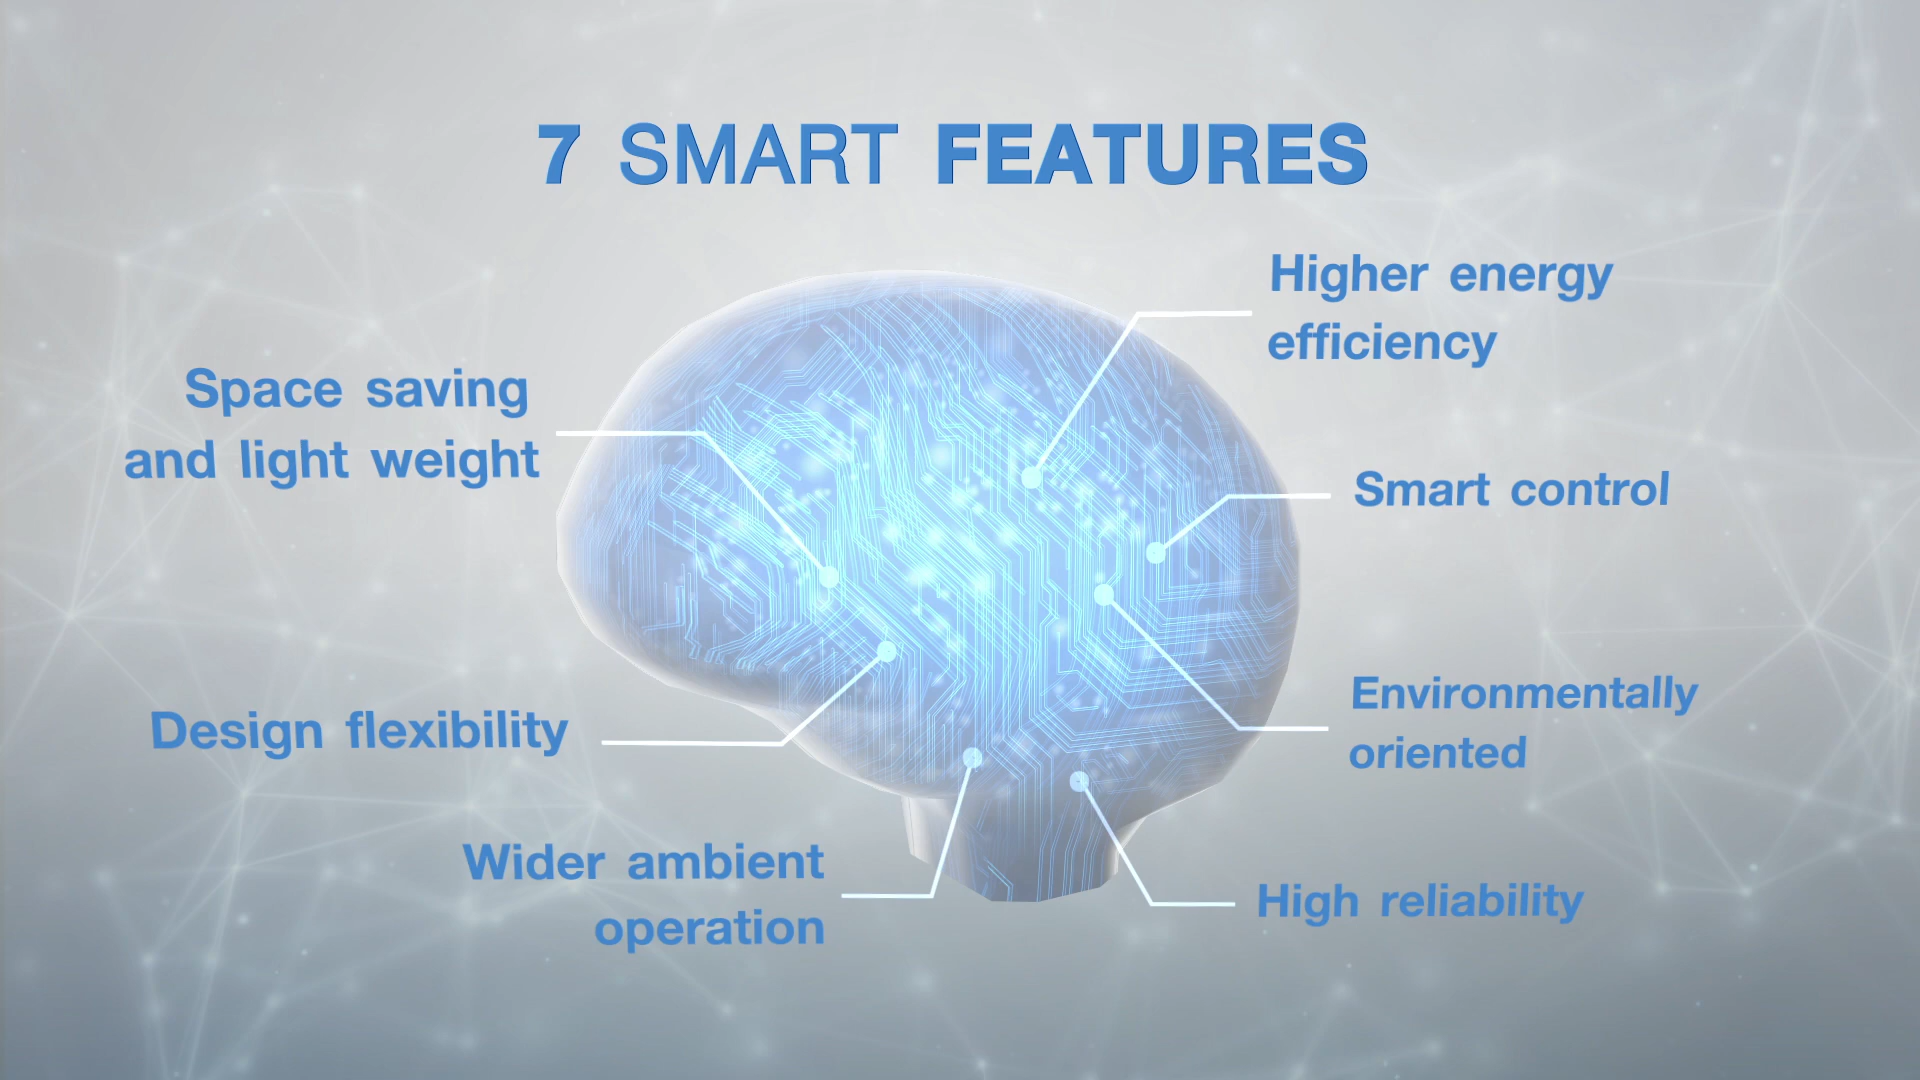 7 SMART FEATURES
Higher energy
efficiency
Space saving
and light weight
Smart control
Environmentally
oriented
Design flexibility
Wider ambient
operation
High reliability